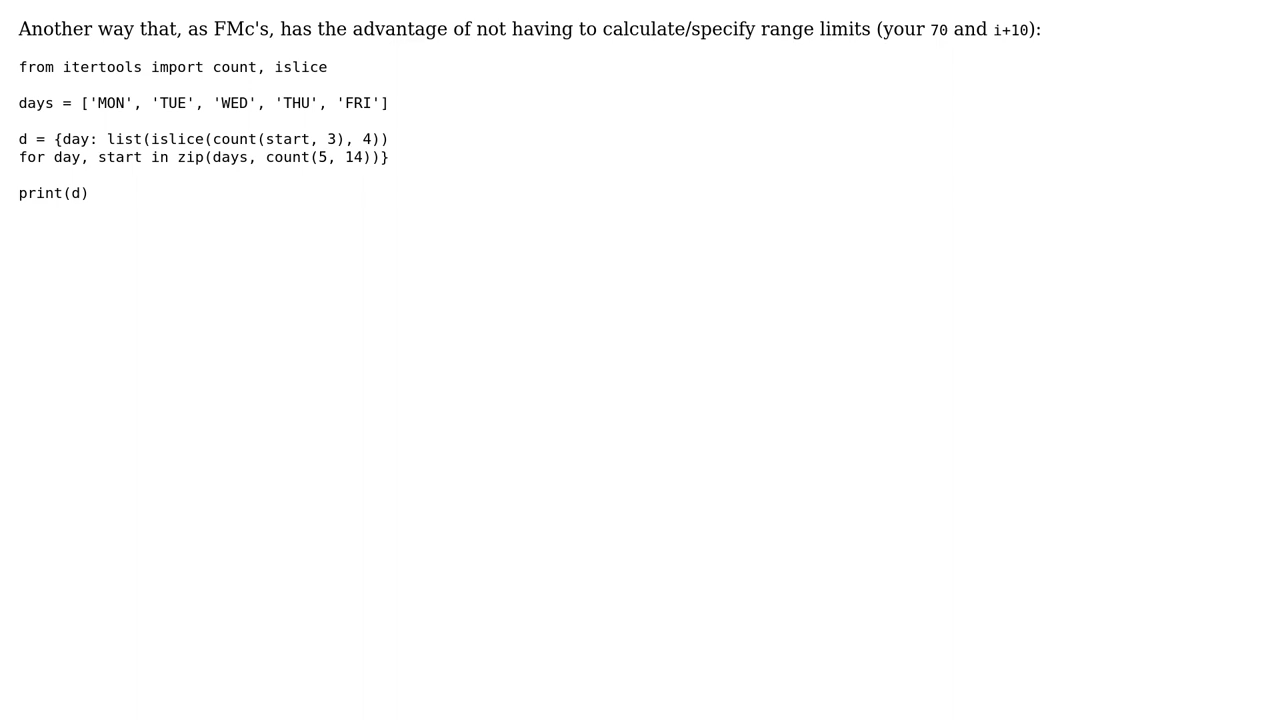 Another way that, as FMc's, has the advantage of not having to calculate/specify range limits (your 70 and i+10):
from itertools import count, islice
days = ['MON', 'TUE', 'WED', 'THU', 'FRI']
d = {day: list(islice(count(start, 3), 4))
for day, start in zip(days, count(5, 14))}
print(d)